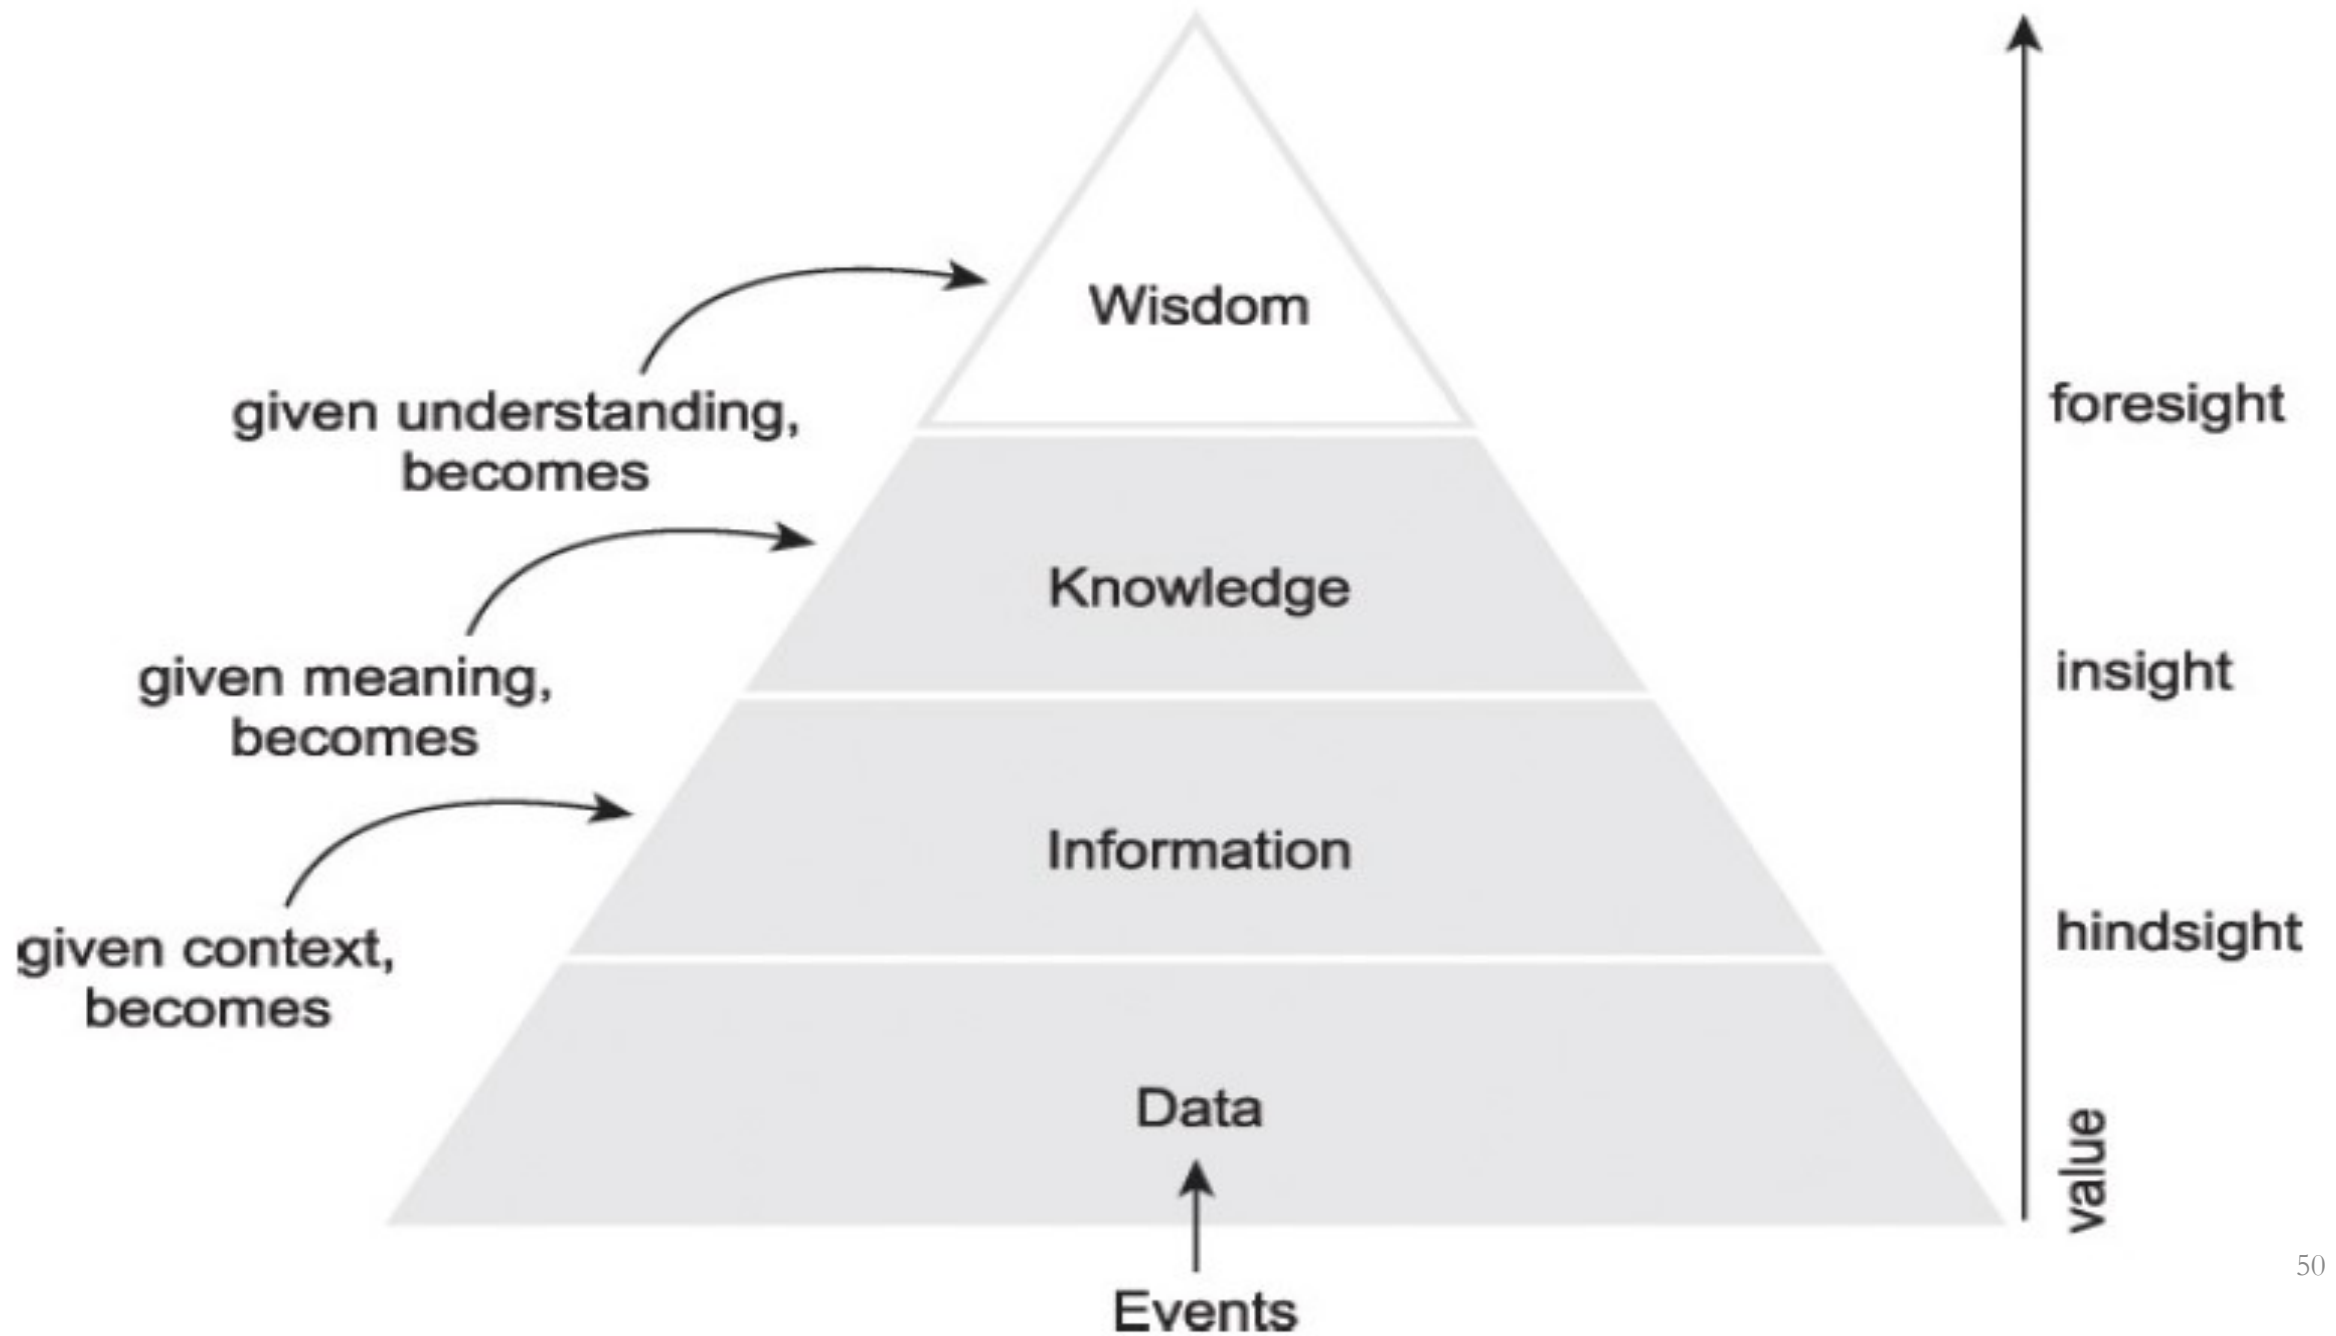 Wisdom
given understanding,
becomes
foresight
Knowledge
given meaning,
becomes
insight
Information
given context,
becomes
hindsight
Data
value
Events
50